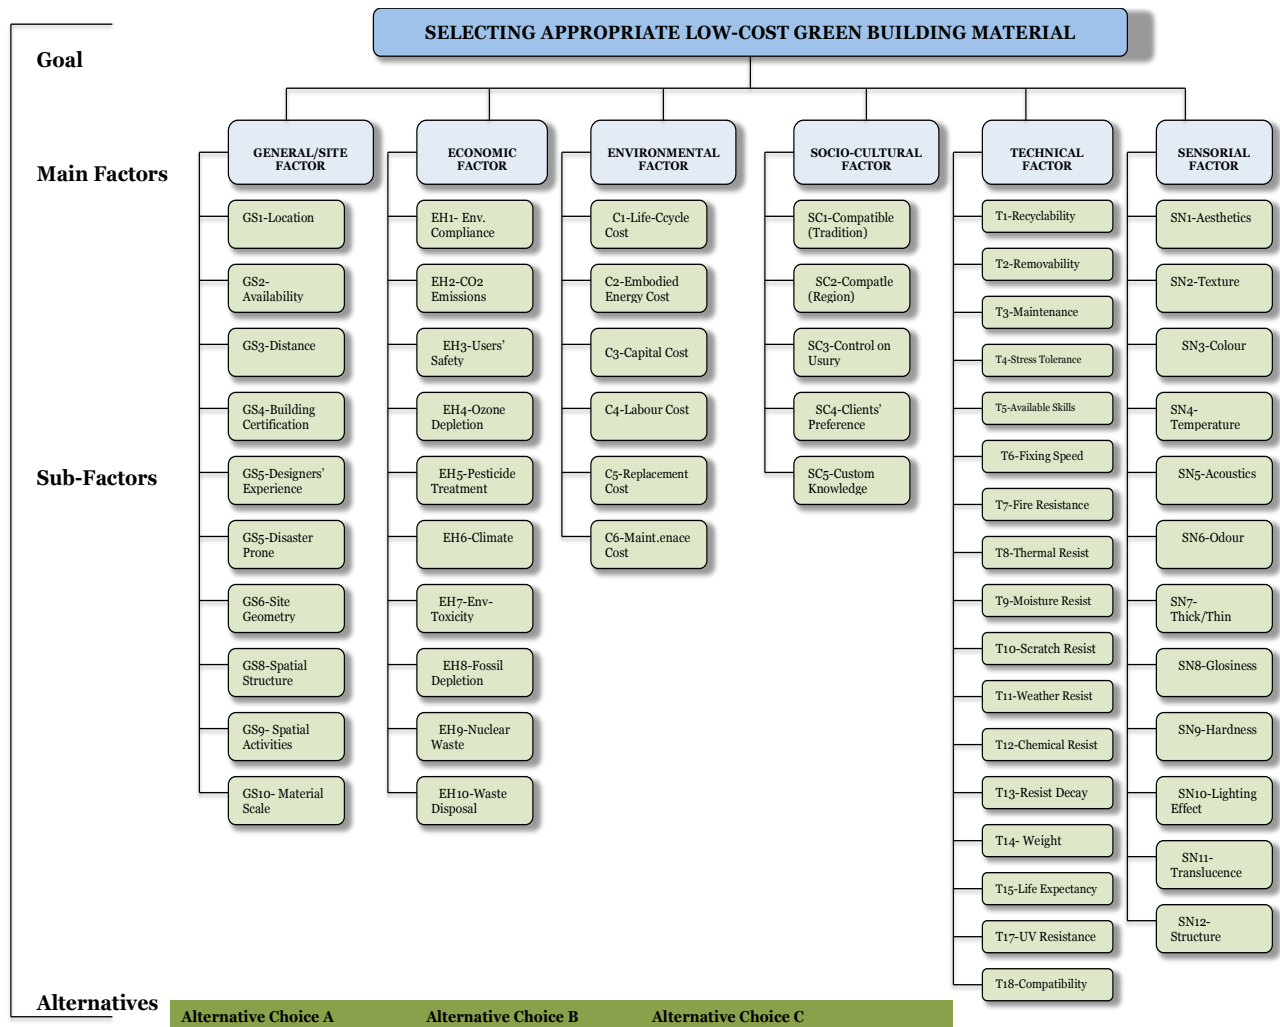 SELECTING APPROPRIATE LOW-COST GREEN BUILDING MATERIAL
Goal
Main Factors
Sub-Factors
Alternatives
GENERAL/SITE
FACTOR
GS1-Location
GS2-
Availability
GS3-Distance
GS4-Building
Certification
GS5-Designers'
Experience
GS5-Disaster
Prone
GS6-Site
Geometry
GS8-Spatial
Structure
GS9- Spatial
Activities
GS10- Material
Scale
ECONOMIC
FACTOR
EH1- Env.
Compliance
EH2-CO2
Emissions
EH3-Users'
Safety
EH4-Ozone
Depletion
EH5-Pesticide
Treatment
EH6-Climate
EH7-Env-
Toxicity
EH8-Fossil
Depletion
EH9-Nuclear
Waste
EH10-Waste
Disposal
ENVIRONMENTAL
FACTOR
C1-Life-Ccycle
Cost
C2-Embodied
Energy Cost
C3-Capital Cost
C4-Labour Cost
C5-Replacement
Cost
C6-Maint.enace
Cost
SOCIO-CULTURAL
FACTOR
SC1-Compatible
(Tradition)
SC2-Compatle
(Region)
SC3-Control on
Usury
SC4-Clients'
Preference
SC5-Custom
Knowledge
TECHNICAL
FACTOR
T1-Recyclability
T2-Removability
T3-Maintenance
T4-Stress Tolerance
T5-Available Skills
T6-Fixing Speed
T7-Fire Resistance
T8-Thermal Resist
T9-Moisture Resist
T10-Scratch Resist
T11-Weather Resist
T12-Chemical Resist
T13-Resist Decay
T14- Weight
T15-Life Expectancy
T17-UV Resistance
T18-Compatibility
SENSORIAL
FACTOR
SN1-Aesthetics
SN2-Texture
SN3-Colour
SN4-
Temperature
SN5-Acoustics
SN6-Odour
SN7-
Thick/Thin
SN8-Glosiness
SN9-Hardness
SN10-Lighting
Effect
SN11-
Translucence
SN12-
Structure
Alternative Choice A
Alternative Choice B
Alternative Choice C